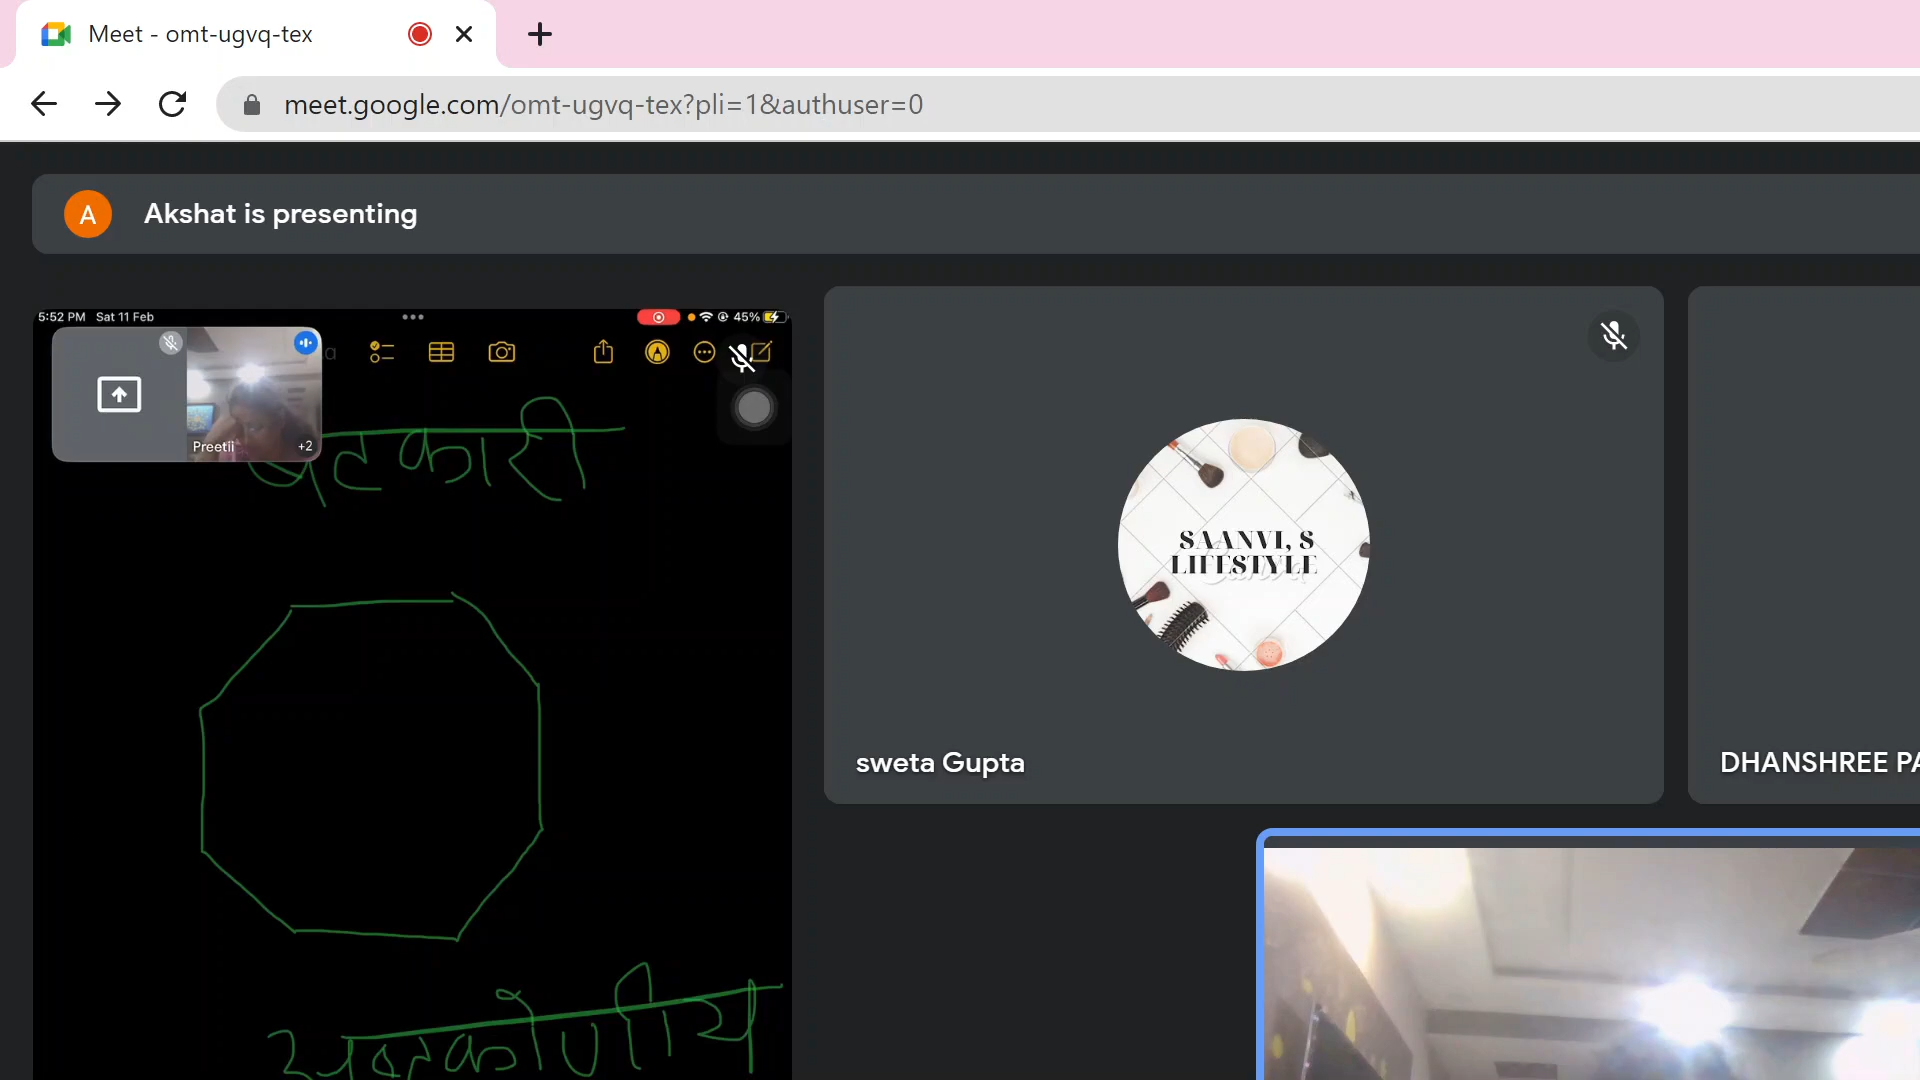 Meet - omt-ugvq-tex
meet.google.com/omt-ugvq-tex?pli=1&authuser=0
A Akshat is presenting
5:52 PM Sat 11 Feb
45%
Preetii +2
SAANVI, S
LIFESTYLE
sweta Gupta
DHANSHREE PA